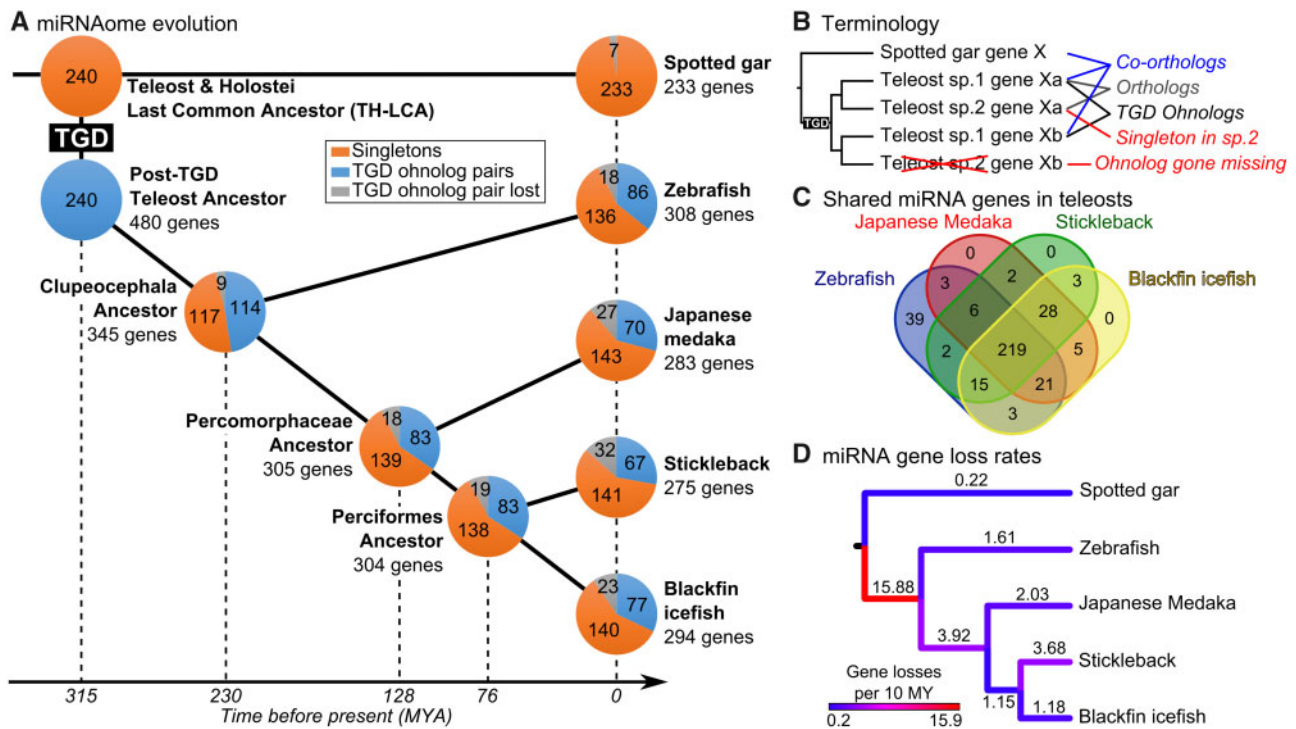 A miRNAome evolution
240
Teleost & Holostei
Last Common Ancestor (TH-LCA)
7
233
Spotted gar
233 genes
TGD
Singletons
TGD ohnolog pairs
TGD ohnolog pair lost
240
Post-TGD
Teleost Ancestor
480 genes
18
86
136
Zebrafish
308 genes
Clupeocephala
Ancestor
345 genes
9
117
114
27
70
143
Japanese
medaka
283 genes
Percomorphaceae
Ancestor
305 genes
18
83
139
32
67
141
Stickleback
275 genes
Perciformes
Ancestor
304 genes
19
83
138
23
77
140
Blackfin
icefish
294 genes
315
230
128
76
0
Time before present (MYA)
B Terminology
Spotted gar gene X
Teleost sp.1 gene Xa
Teleost sp.2 gene Xa
Teleost sp.1 gene Xb
Teleost sp.2 gene Xb
TGD
Co-orthologs
Orthologs
TGD Ohnologs
Singleton in sp.2
Ohnolog gone missing
C Shared miRNA genes in teleosts
Japanese Medaka
Stickleback
Zebrafish
Blackfin icefish
0
0
3
2
3
39
6
28
0
2
219
5
15
21
3
D miRNA gene loss rates
0.22
Spotted gar
1.61
Zebrafish
15.88
2.03
Japanese Medaka
3.92
3.68
Stickleback
1.15
1.18
Blackfin icefish
Gene losses
per 10 MY
0.2
15.9